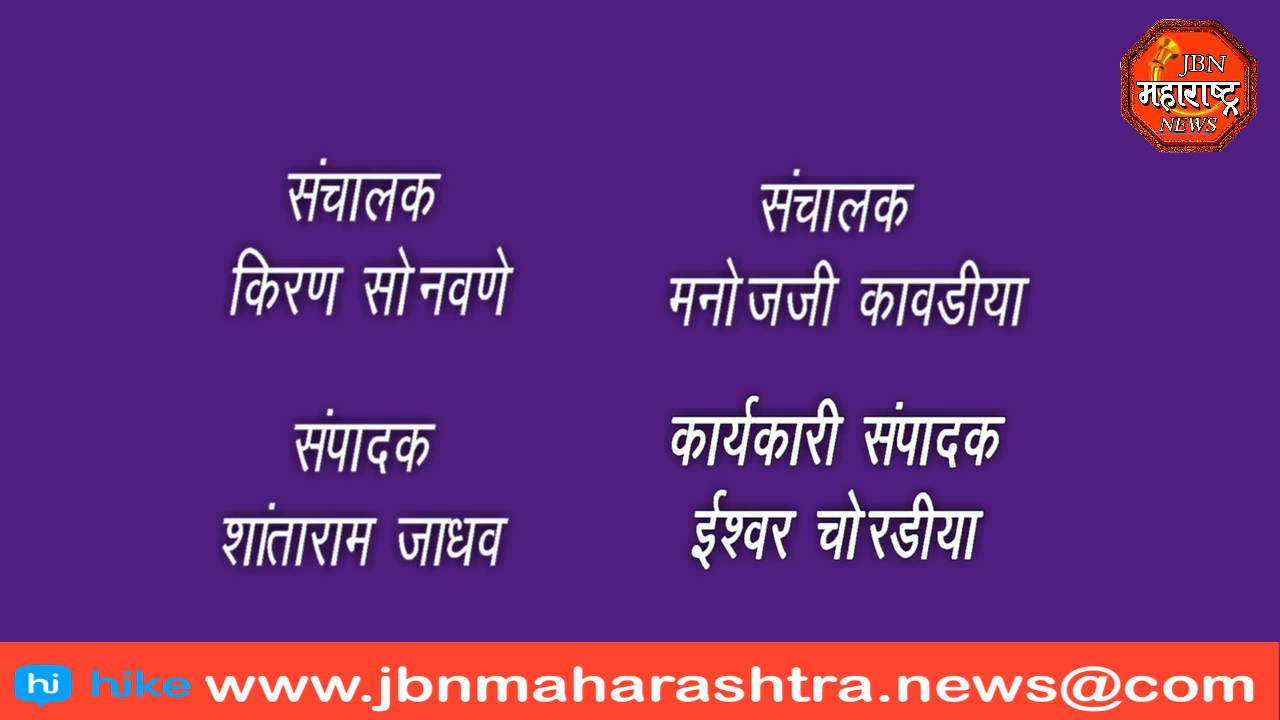 JBN
महाराष्ट्र
NEWS
संचालक
किरण सोनवणे
संचालक
मनोजजी कावडीया
संपादक
शांताराम जाधव
कार्यकारी संपादक
ईश्वर चोरडीया
hi hike www.jbnmaharashtra.news@com